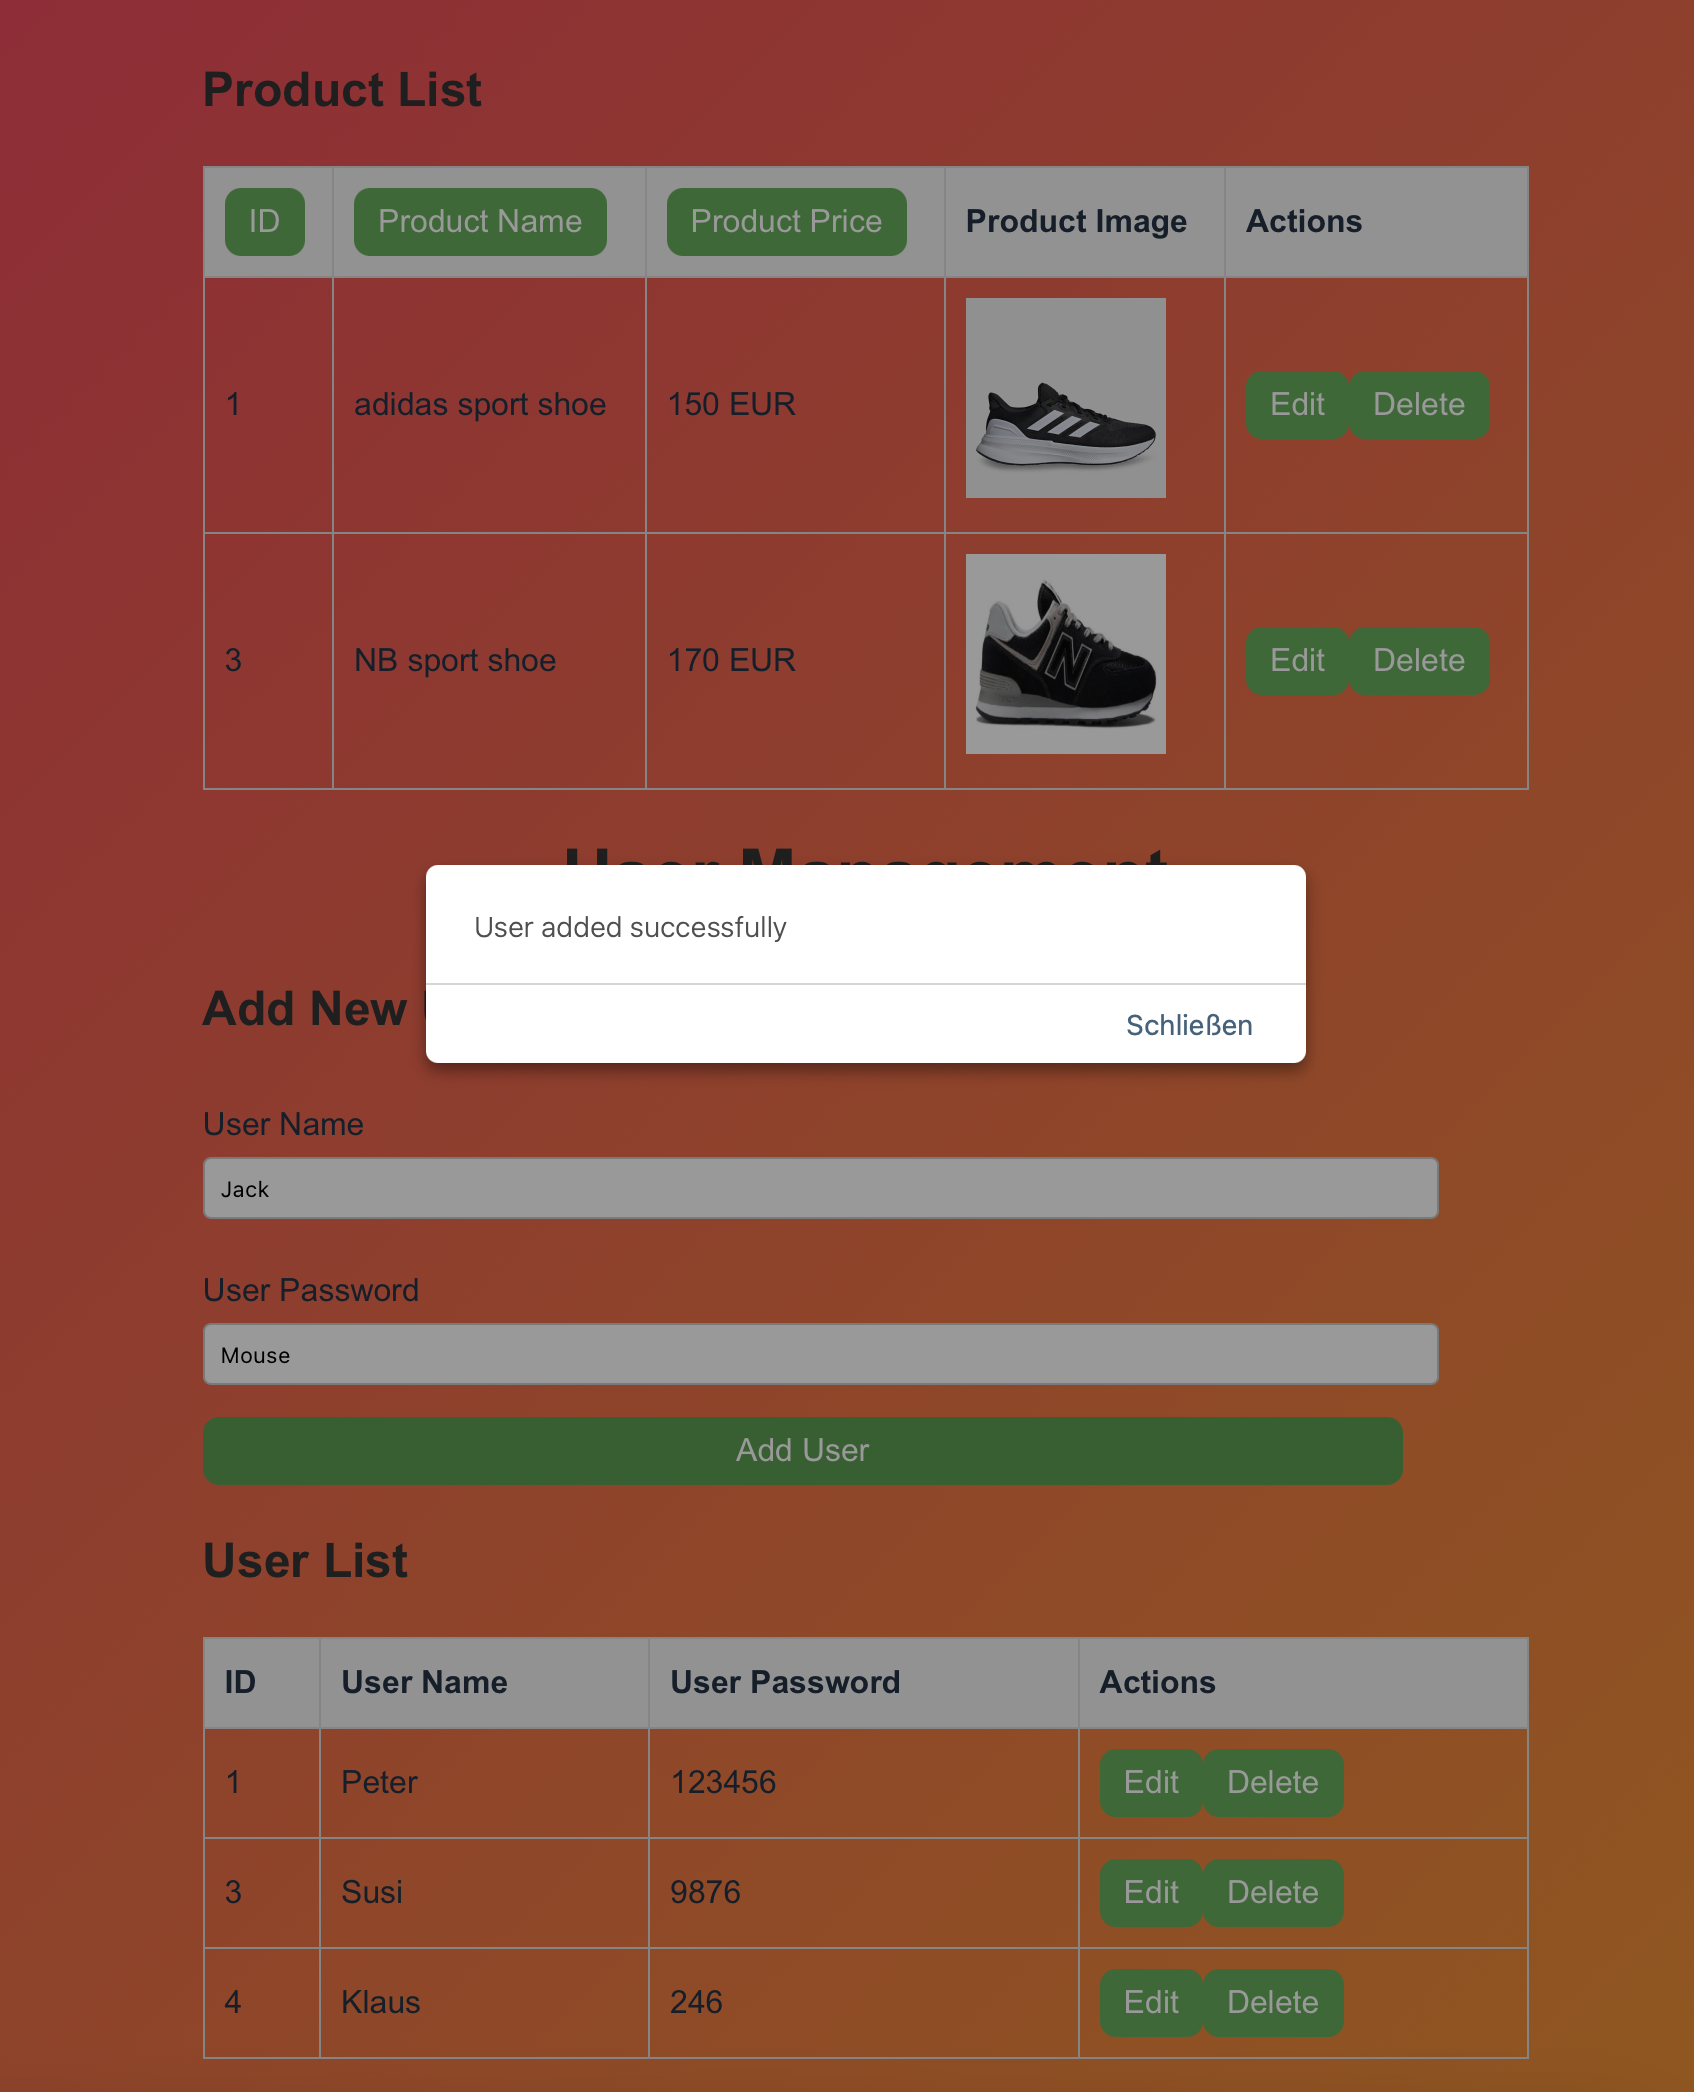 Product List
ID Product Name Product Price Product Image Actions
1 adidas sport shoe 150 EUR Edit Delete
3 NB sport shoe 170 EUR Edit Delete
User Management
User added successfully
Schließen
Add New
User Name
Jack
User Password
Mouse
Add User
User List
ID User Name User Password Actions
1 Peter 123456 Edit Delete
3 Susi 9876 Edit Delete
4 Klaus 246 Edit Delete